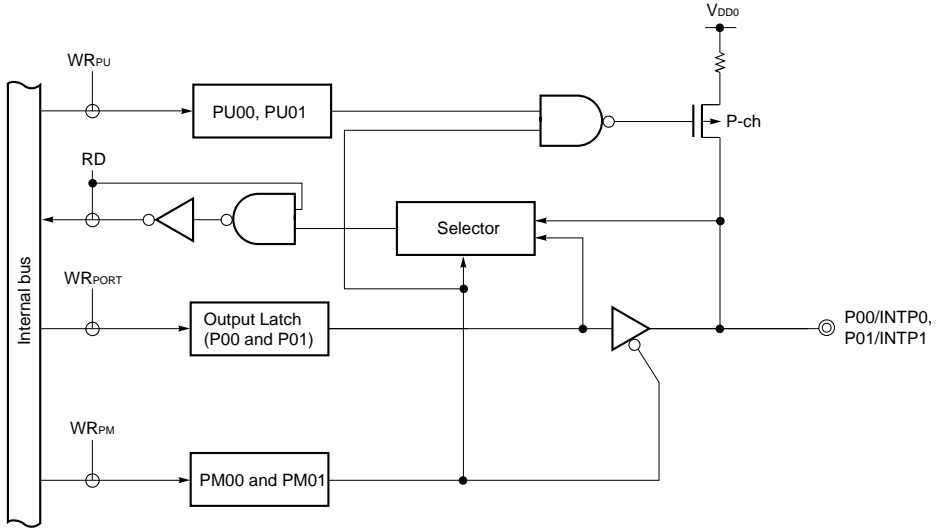 VDD0
WRPU
PU00, PU01
P-ch
RD
Selector
Internal bus
WRPORT
Output Latch
(P00 and P01)
P00/INTP0,
P01/INTP1
WRPM
PM00 and PM01